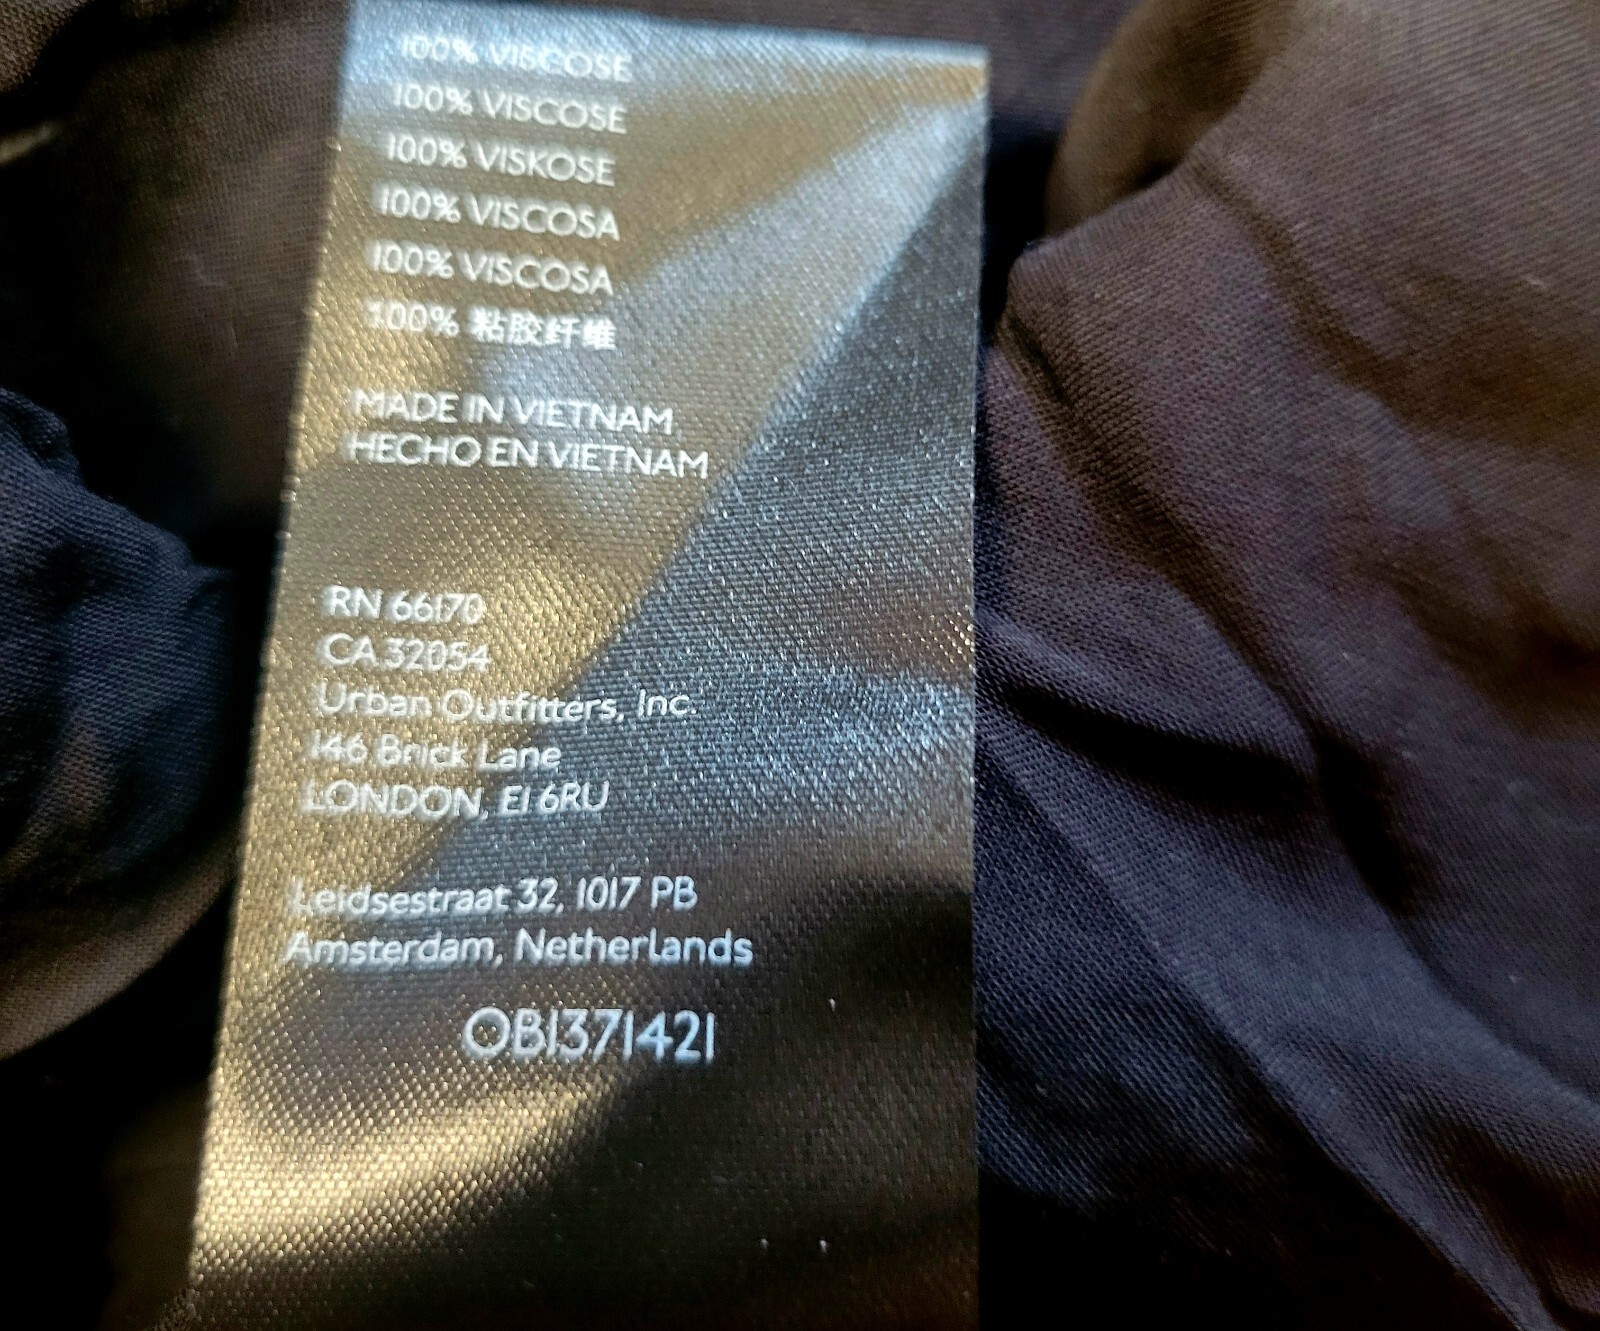 100% VISCOSE
100% VISCOSE
100% VISKOSE
100% VISCOSA
100% VISCOSA
100% 粘胶纤维
MADE IN VIETNAM
HECHO EN VIETNAM
RN 66170
CA 32054
Urban Outfitters, Inc.
146 Brick Lane
LONDON, E1 6RU
Leidsestraat 32, 1017 PB
Amsterdam, Netherlands
OB1371421